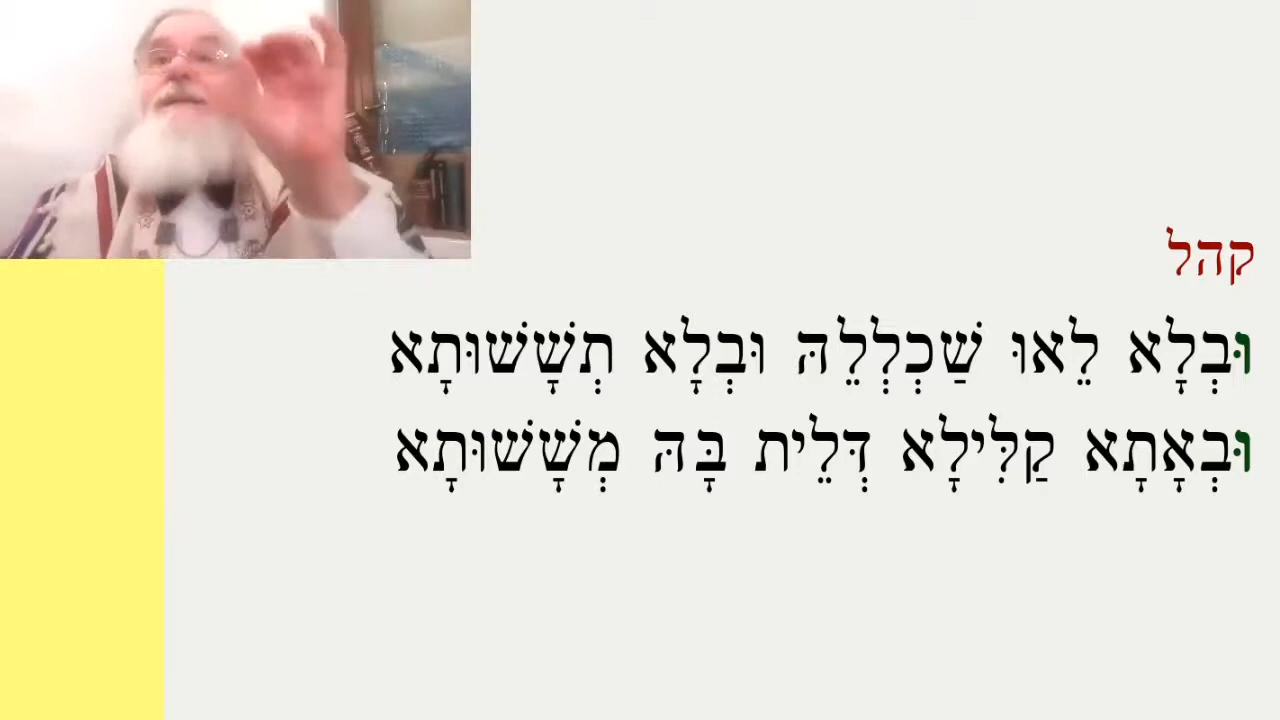 קהל
וּבְלָא לֵאוּ שַׁכְלְלֵהּ וּבְלָא תְשָׁשׁוּתָא
וּבְאָתָא קַלִּילָא דְּלֵית בָּהּ מְשָׁשׁוּתָא